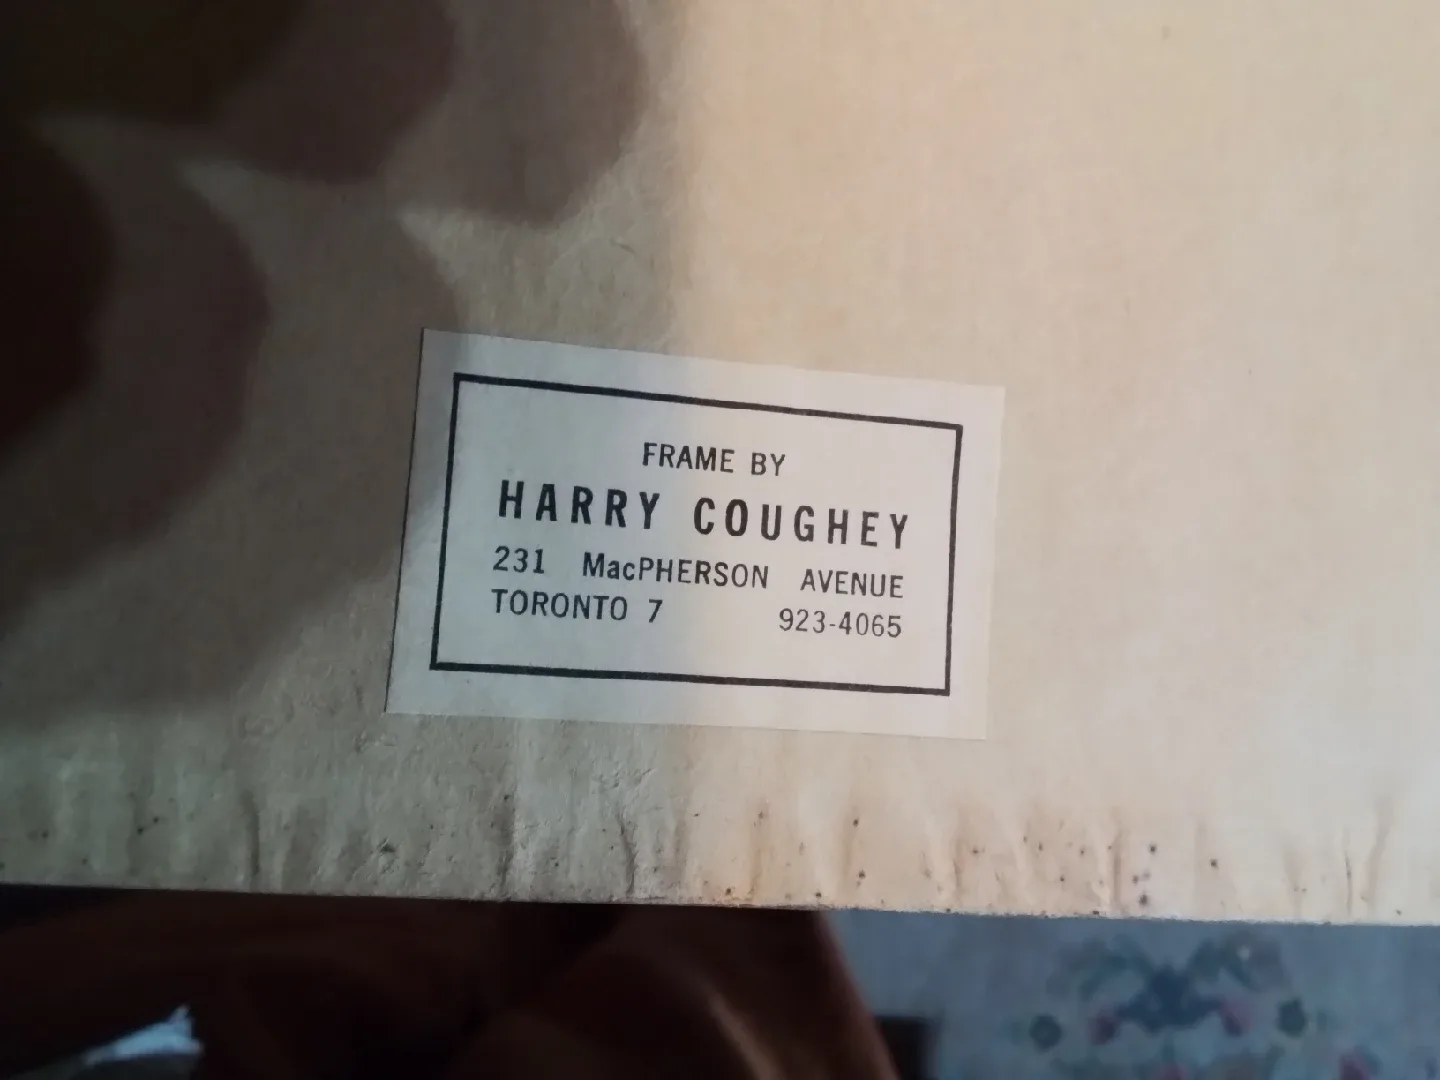 FRAME BY
HARRY COUGHEY
231 MacPHERSON AVENUE
TORONTO 7 923-4065